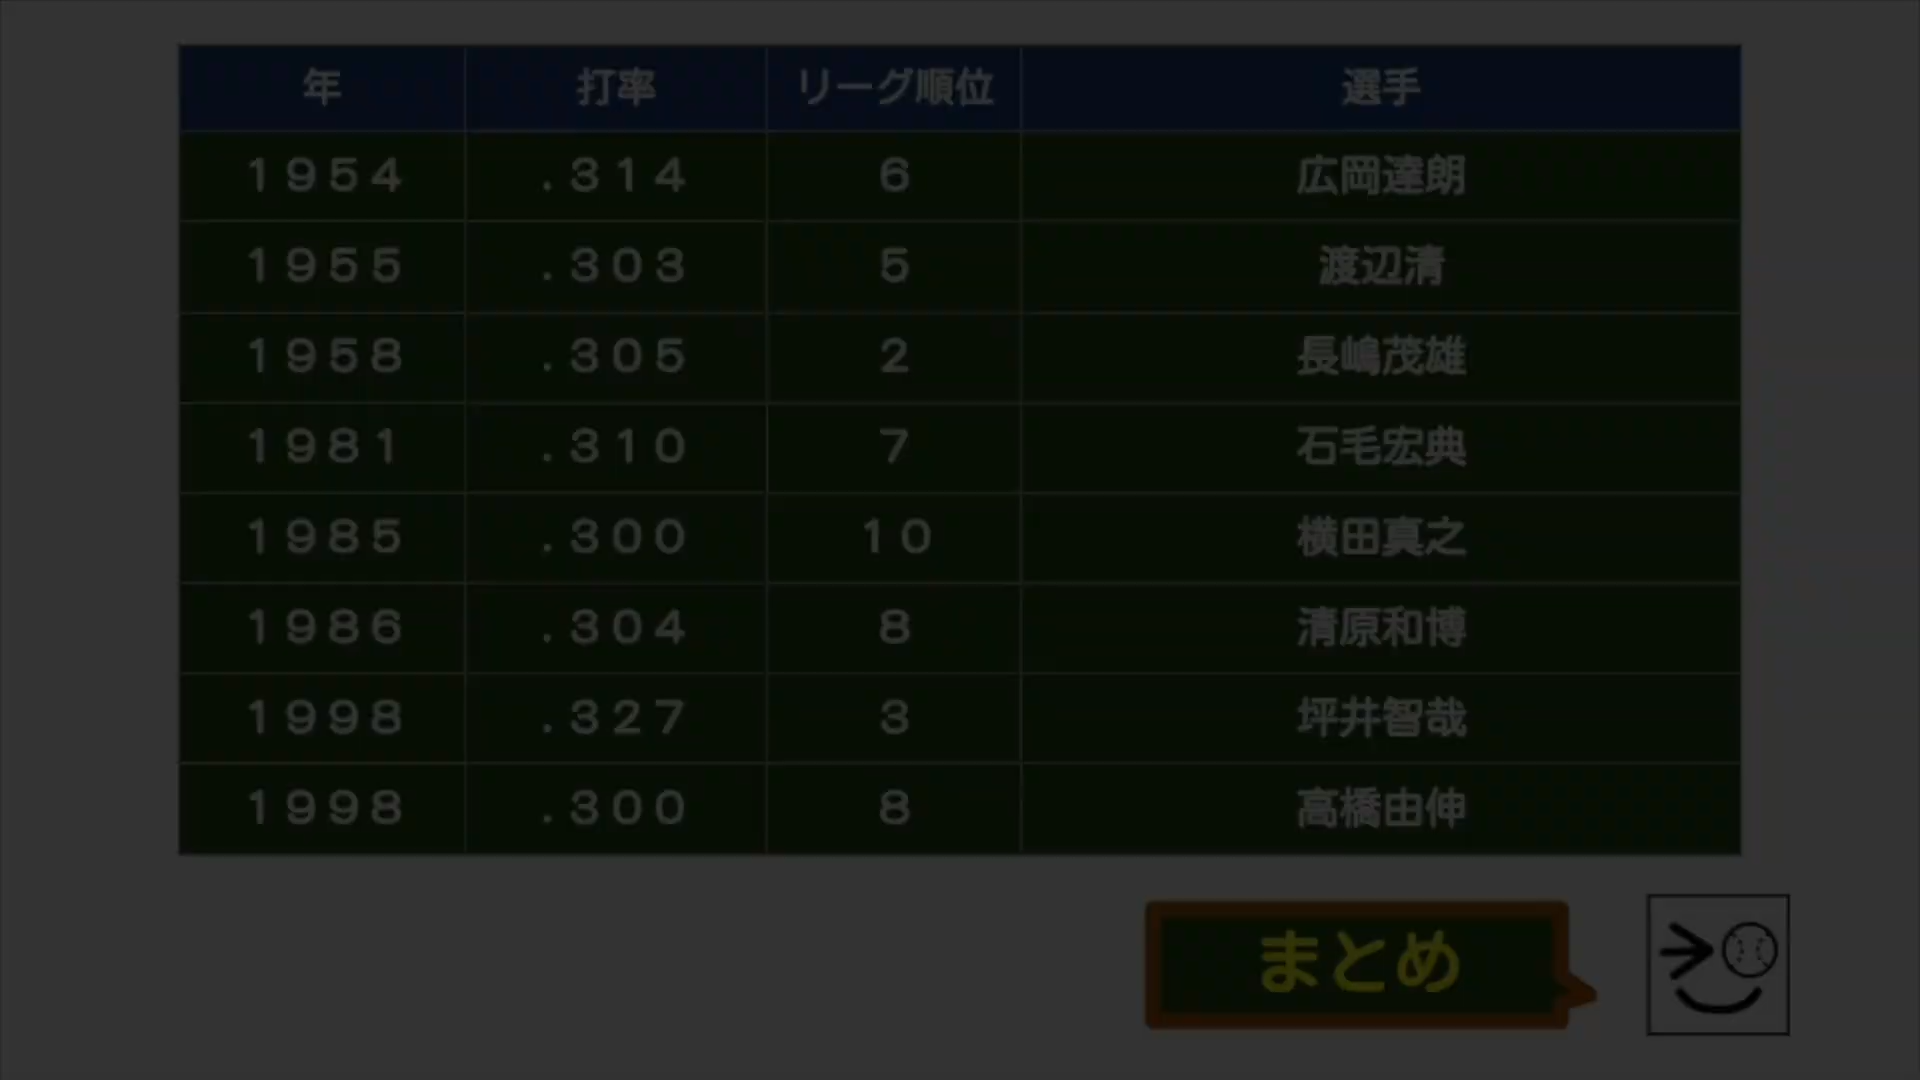 年 打率 リーグ順位 選手
1954 .314 6 広岡達朗
1955 .303 5 渡辺清
1958 .305 2 長嶋茂雄
1981 .310 7 石毛宏典
1985 .300 10 横田真之
1986 .304 8 清原和博
1998 .327 3 坪井智哉
1998 .300 8 高橋由伸
まとめ